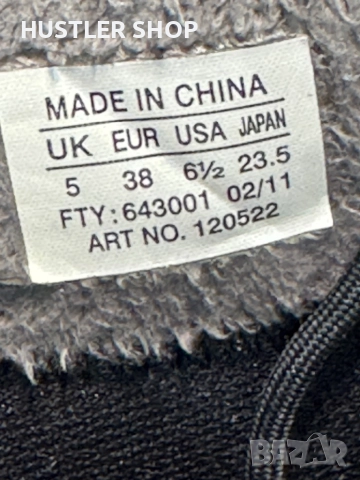 HUSTLER SHOP
MADE IN CHINA
UK EUR USA JAPAN
5 38 6½ 23.5
FTY: 643001 02/11
ART NO. 120522
BAZAR